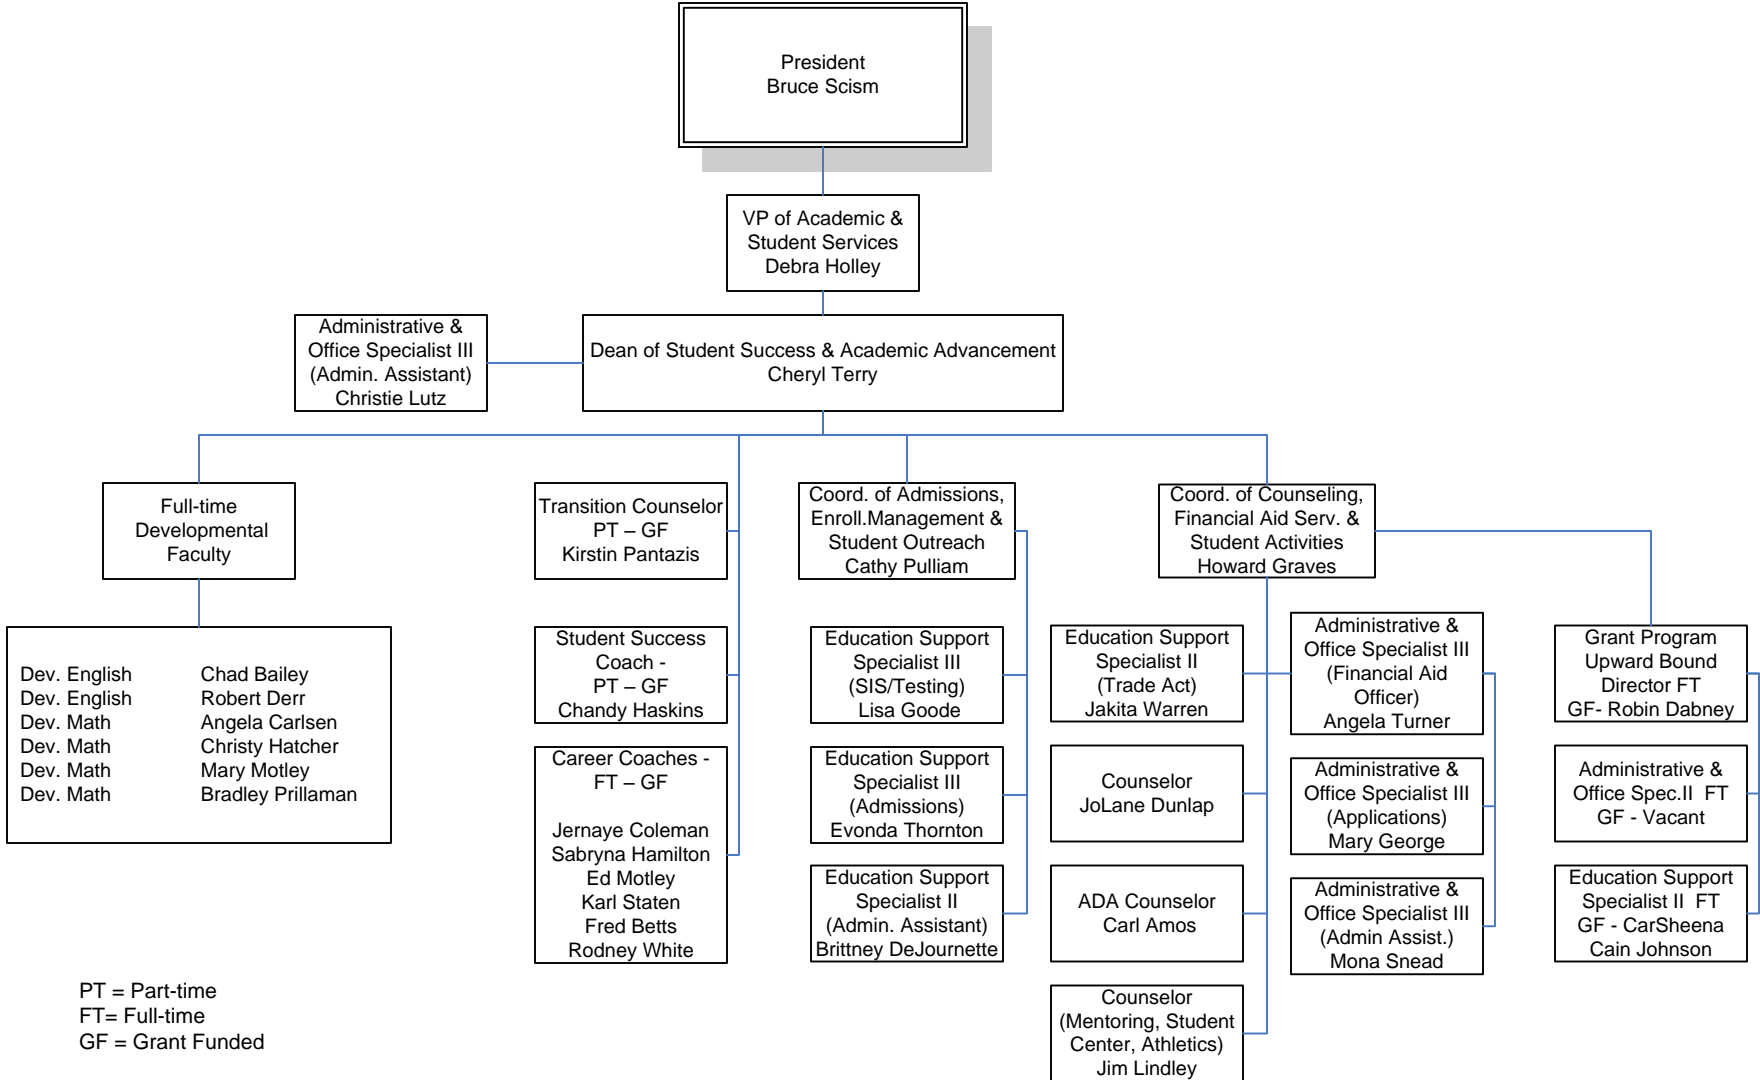 President
Bruce Scism
VP of Academic &
Student Services
Debra Holley
Administrative &
Office Specialist III
(Admin. Assistant)
Christie Lutz
Dean of Student Success & Academic Advancement
Cheryl Terry
Full-time
Developmental
Faculty
Dev. English Chad Bailey
Dev. English Robert Derr
Dev. Math Angela Carlsen
Dev. Math Christy Hatcher
Dev. Math Mary Motley
Dev. Math Bradley Prillaman
Transition Counselor
PT – GF
Kirstin Pantazis
Student Success
Coach -
PT – GF
Chandy Haskins
Career Coaches -
FT – GF
Jernaye Coleman
Sabryna Hamilton
Ed Motley
Karl Staten
Fred Betts
Rodney White
Coord. of Admissions,
Enroll.Management &
Student Outreach
Cathy Pulliam
Education Support
Specialist III
(SIS/Testing)
Lisa Goode
Education Support
Specialist III
(Admissions)
Evonda Thornton
Education Support
Specialist II
(Admin. Assistant)
Brittney DeJournette
Coord. of Counseling,
Financial Aid Serv. &
Student Activities
Howard Graves
Education Support
Specialist II
(Trade Act)
Jakita Warren
Counselor
JoLane Dunlap
ADA Counselor
Carl Amos
Counselor
(Mentoring, Student
Center, Athletics)
Jim Lindley
Administrative &
Office Specialist III
(Financial Aid
Officer)
Angela Turner
Administrative &
Office Specialist III
(Applications)
Mary George
Administrative &
Office Specialist III
(Admin Assist.)
Mona Snead
Grant Program
Upward Bound
Director FT
GF- Robin Dabney
Administrative &
Office Spec.II FT
GF - Vacant
Education Support
Specialist II FT
GF - CarSheena
Cain Johnson
PT = Part-time
FT= Full-time
GF = Grant Funded